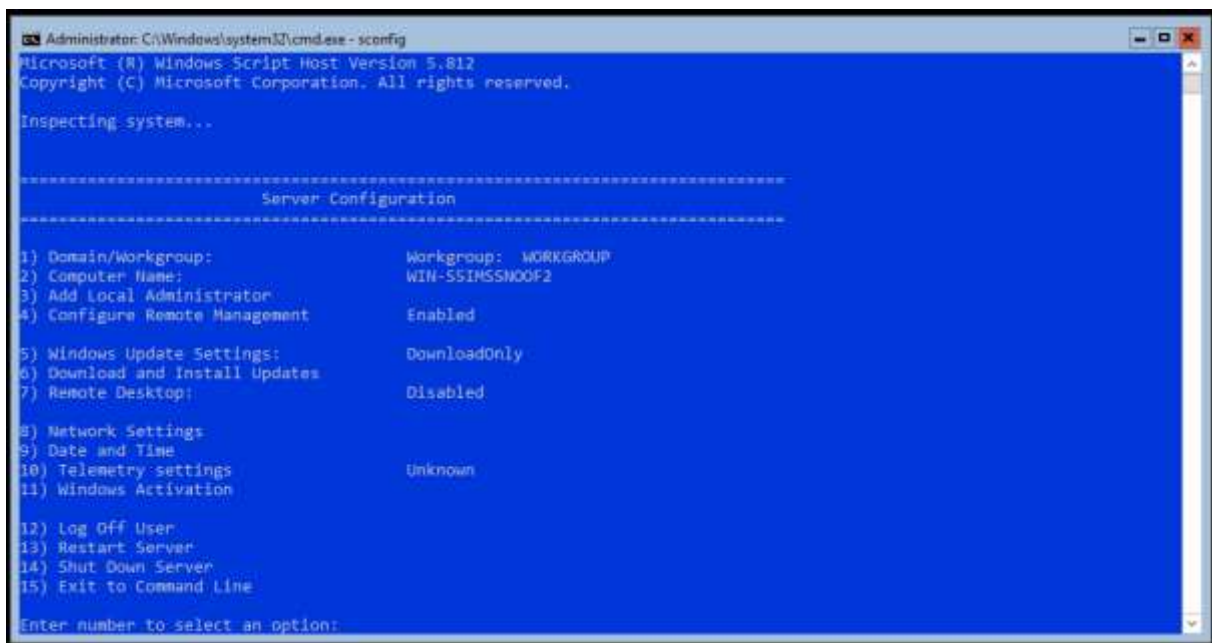 Administrator: C:\Windows\system32\cmd.exe - sconfig
Microsoft (R) Windows Script Host Version 5.812
Copyright (C) Microsoft Corporation. All rights reserved.
Inspecting system...
===============================================================================
Server Configuration
===============================================================================
1) Domain/Workgroup: Workgroup: WORKGROUP
2) Computer Name: WIN-S5IMSSNOOF2
3) Add Local Administrator
4) Configure Remote Management Enabled
5) Windows Update Settings: DownloadOnly
6) Download and Install Updates
7) Remote Desktop: Disabled
8) Network Settings
9) Date and Time
10) Telemetry settings Unknown
11) Windows Activation
12) Log Off User
13) Restart Server
14) Shut Down Server
15) Exit to Command Line
Enter number to select an option: